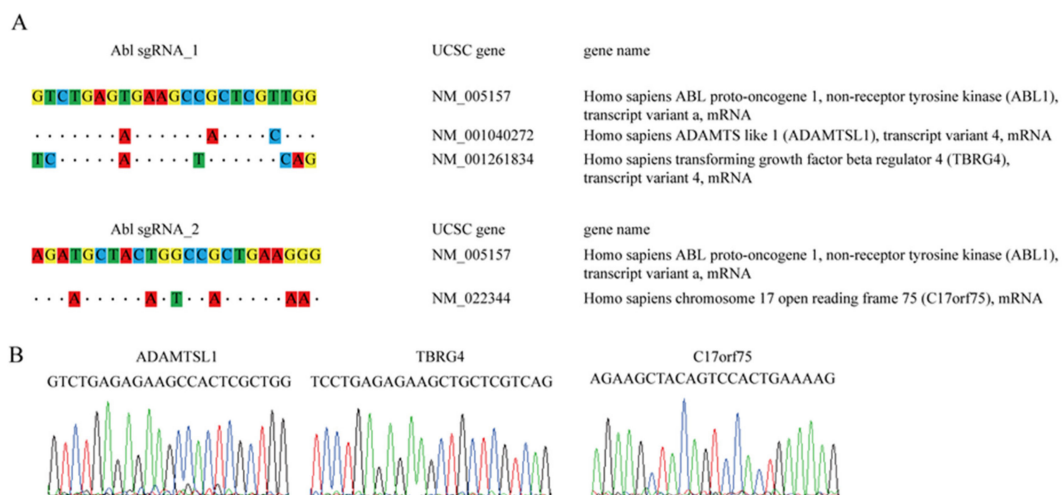 A
Abl sgRNA_1 UCSC gene gene name
GTCTGAGTGAAGCCGCTCGTTGG NM_005157 Homo sapiens ABL proto-oncogene 1, non-receptor tyrosine kinase (ABL1),
transcript variant a, mRNA
·······A······A····C··· NM_001040272 Homo sapiens ADAMTS like 1 (ADAMTSL1), transcript variant 4, mRNA
TC·····A·····T······CAG NM_001261834 Homo sapiens transforming growth factor beta regulator 4 (TBRG4),
transcript variant 4, mRNA
Abl sgRNA_2 UCSC gene gene name
AGATGCTACTGGCCGCTGAAGGG NM_005157 Homo sapiens ABL proto-oncogene 1, non-receptor tyrosine kinase (ABL1),
transcript variant a, mRNA
···A·····A·T··A·····AA· NM_022344 Homo sapiens chromosome 17 open reading frame 75 (C17orf75), mRNA
B
ADAMTSL1 TBRG4 C17orf75
GTCTGAGAGAAGCCACTCGCTGG TCCTGAGAGAAGCTGCTCGTCAG AGAAGCTACAGTCCACTGAAAAG